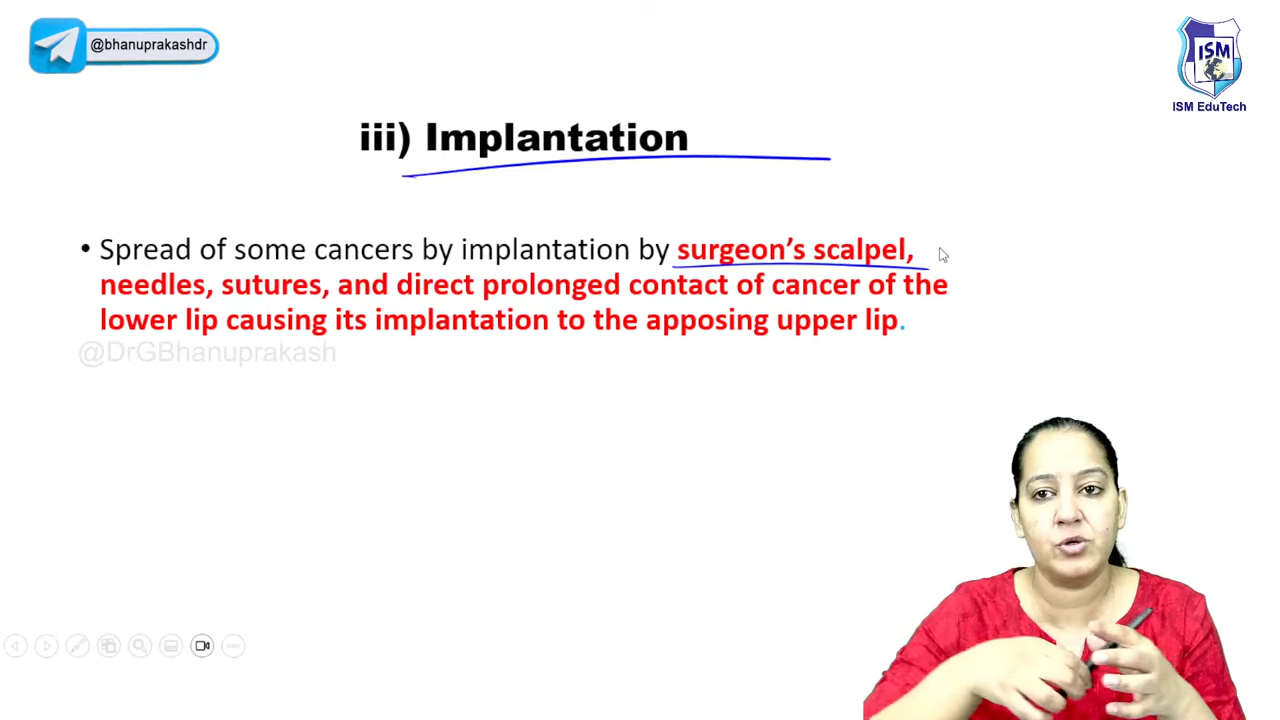 @bhanuprakashdr
ISM
ISM EduTech
iii) Implantation
• Spread of some cancers by implantation by surgeon’s scalpel,
needles, sutures, and direct prolonged contact of cancer of the
lower lip causing its implantation to the apposing upper lip.
@DrGBhanuprakash